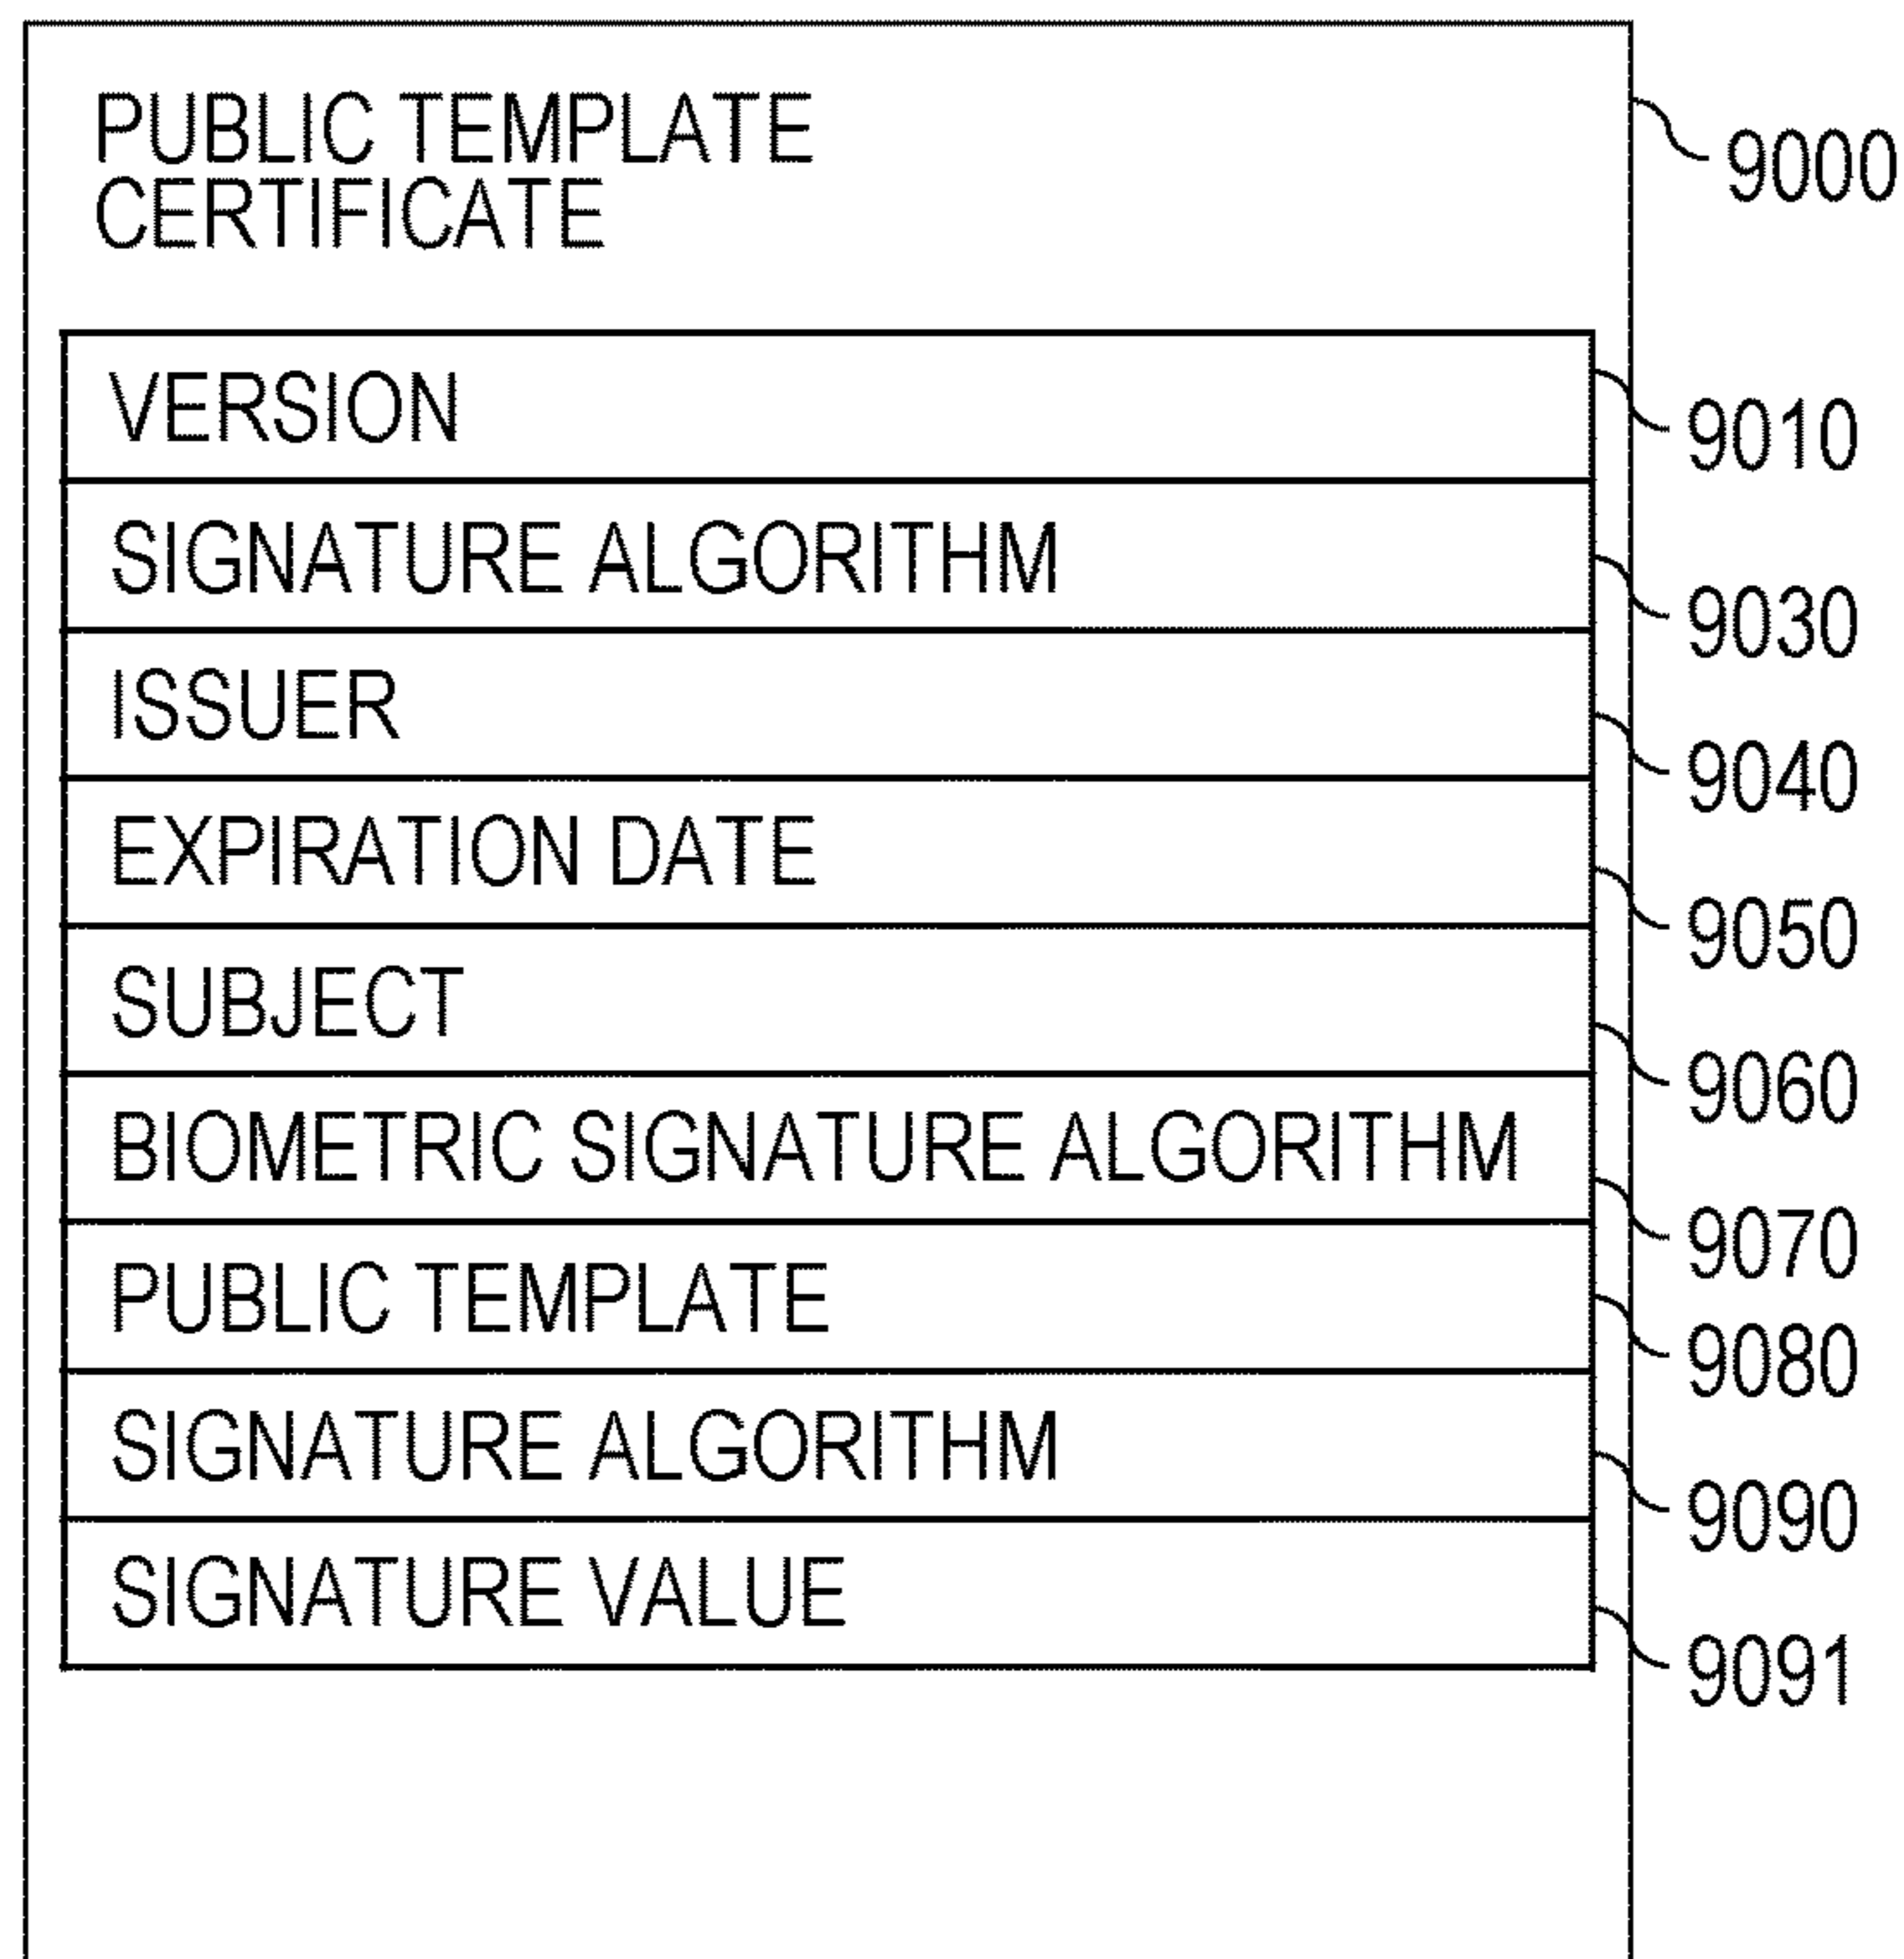 PUBLIC TEMPLATE
CERTIFICATE
9000
VERSION
9010
SIGNATURE ALGORITHM
9030
ISSUER
9040
EXPIRATION DATE
9050
SUBJECT
9060
BIOMETRIC SIGNATURE ALGORITHM
9070
PUBLIC TEMPLATE
9080
SIGNATURE ALGORITHM
9090
SIGNATURE VALUE
9091